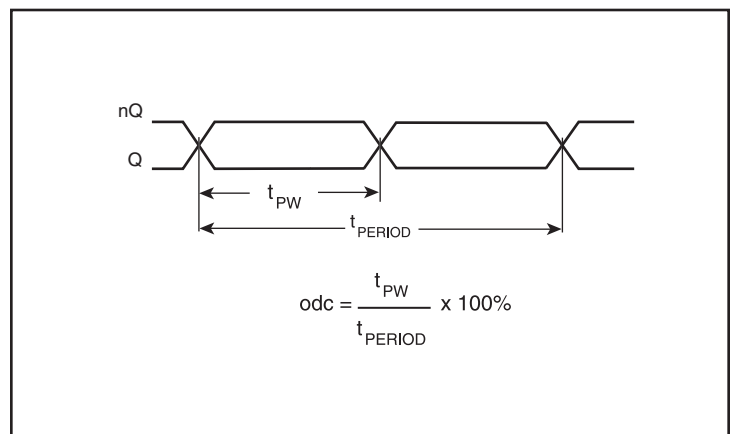 nQ
Q
tPW
tPERIOD
odc = tPW / tPERIOD x 100%